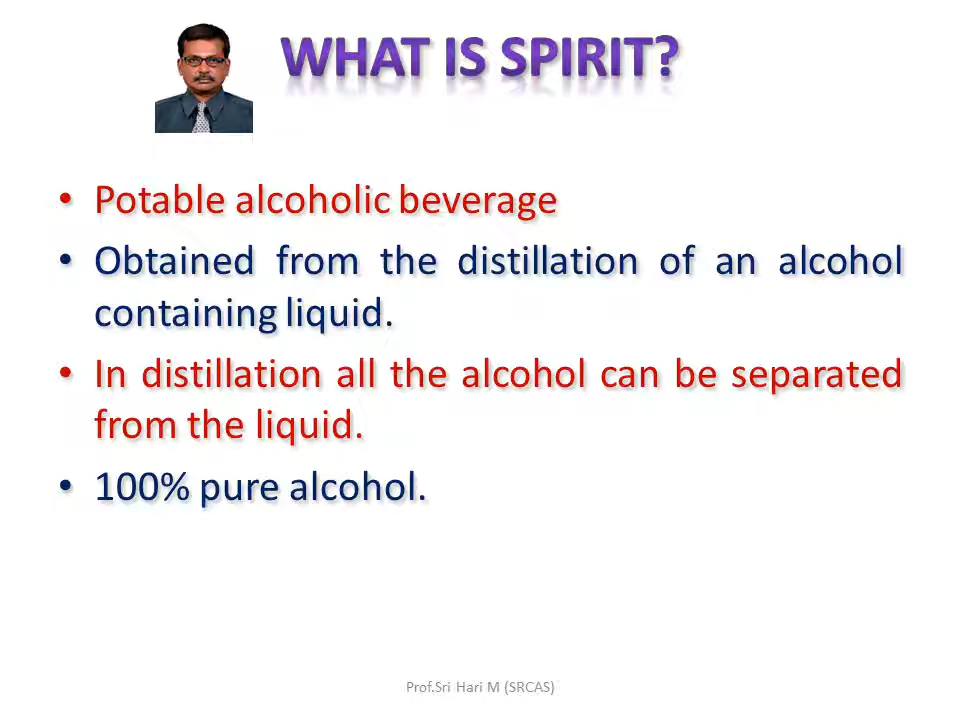 WHAT IS SPIRIT?
• Potable alcoholic beverage
• Obtained from the distillation of an alcohol
containing liquid.
• In distillation all the alcohol can be separated
from the liquid.
• 100% pure alcohol.
Prof.Sri Hari M (SRCAS)